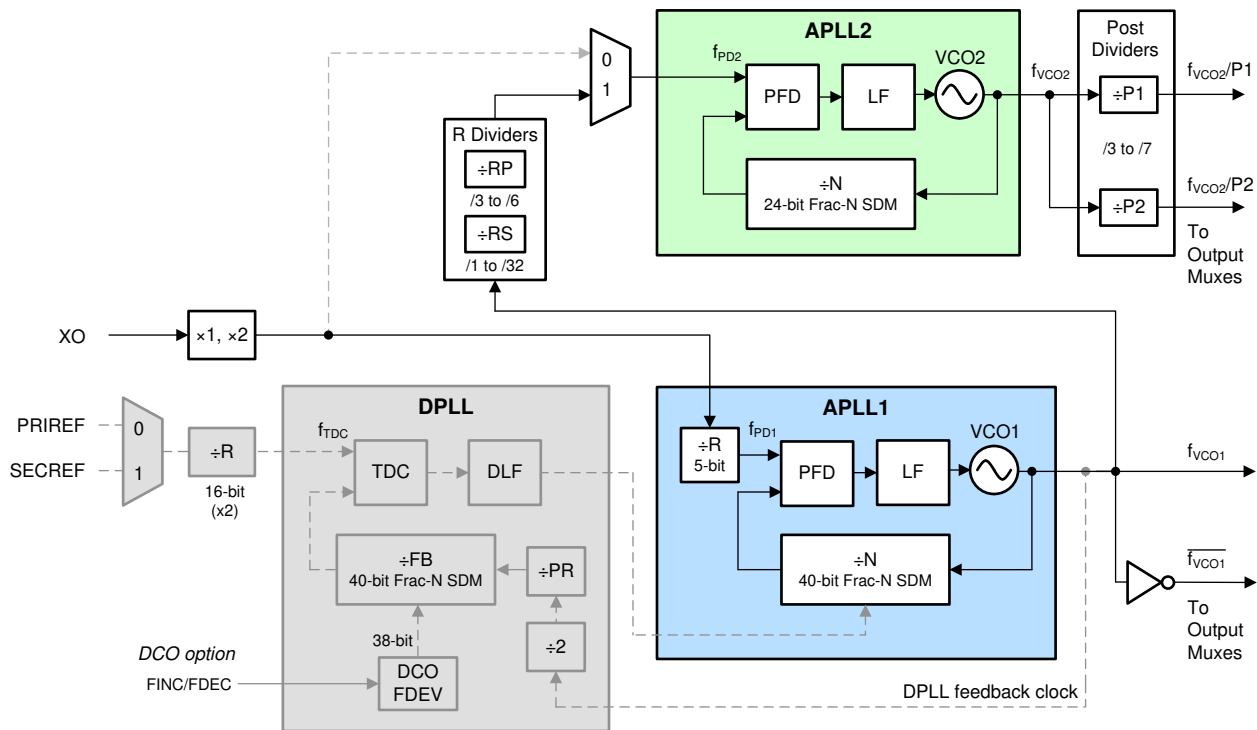 APLL2
Post
Dividers
0
1
fPD2
VCO2
fVCO2
fVCO2/P1
PFD
LF
÷P1
R Dividers
÷RP
/3 to /6
÷RS
/1 to /32
÷N
24-bit Frac-N SDM
/3 to /7
÷P2
fVCO2/P2
To
Output
Muxes
XO
×1, ×2
DPLL
APLL1
PRIREF
0
SECREF
1
÷R
16-bit
(x2)
fTDC
TDC
DLF
÷R
5-bit
fPD1
PFD
LF
VCO1
fVCO1
÷FB
40-bit Frac-N SDM
÷PR
÷N
40-bit Frac-N SDM
fVCO1
To
Output
Muxes
38-bit
÷2
DCO option
FINC/FDEC
DCO
FDEV
DPLL feedback clock